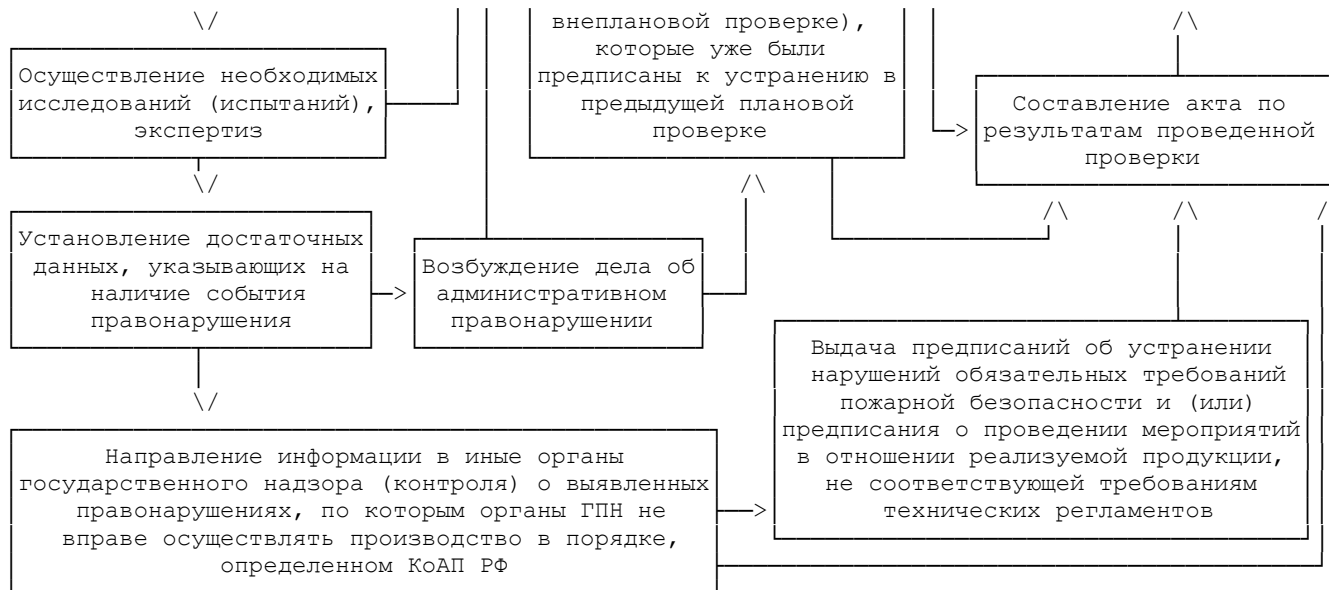 внеплановой проверке),
которые уже были
предписаны к устранению в
предыдущей плановой
проверке
Осуществление необходимых
исследований (испытаний),
экспертиз
Составление акта по
результатам проведенной
проверки
Установление достаточных
данных, указывающих на
наличие события
правонарушения
Возбуждение дела об
административном
правонарушении
Выдача предписаний об устранении
нарушений обязательных требований
пожарной безопасности и (или)
предписания о проведении мероприятий
в отношении реализуемой продукции,
не соответствующей требованиям
технических регламентов
Направление информации в иные органы
государственного надзора (контроля) о выявленных
правонарушениях, по которым органы ГПН не
вправе осуществлять производство в порядке,
определенном КоАП РФ